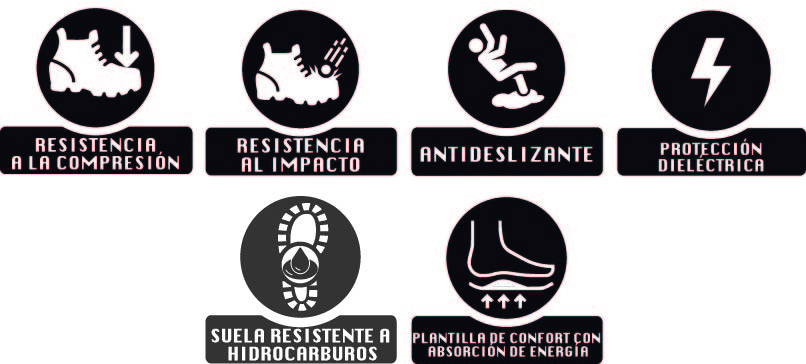 RESISTENCIA
A LA COMPRESIÓN
RESISTENCIA
AL IMPACTO
ANTIDESLIZANTE
PROTECCIÓN
DIELÉCTRICA
SUELA RESISTENTE A
HIDROCARBUROS
PLANTILLA DE CONFORT CON
ABSORCIÓN DE ENERGÍA